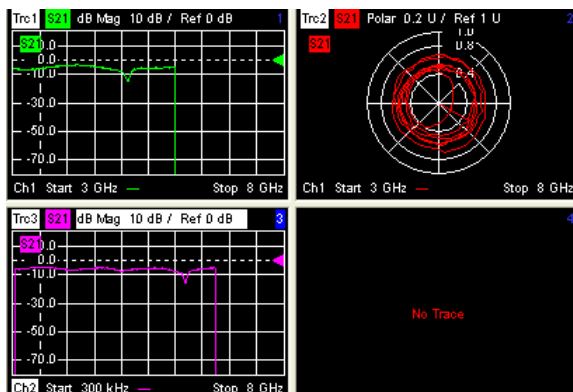 Trc1 S21 dB Mag 10 dB / Ref 0 dB 1
S21 0.0
0.0
-10.0
-30.0
-50.0
-70.0
Ch1 Start 3 GHz — Stop 8 GHz
Trc2 S21 Polar 0.2 U / Ref 1 U 2
S21
1.0
0.8
0.4
Ch1 Start 3 GHz — Stop 8 GHz
Trc3 S21 dB Mag 10 dB / Ref 0 dB 3
S21 0.0
0.0
-10.0
-30.0
-50.0
-70.0
Ch2 Start 300 kHz — Stop 8 GHz
4
No Trace